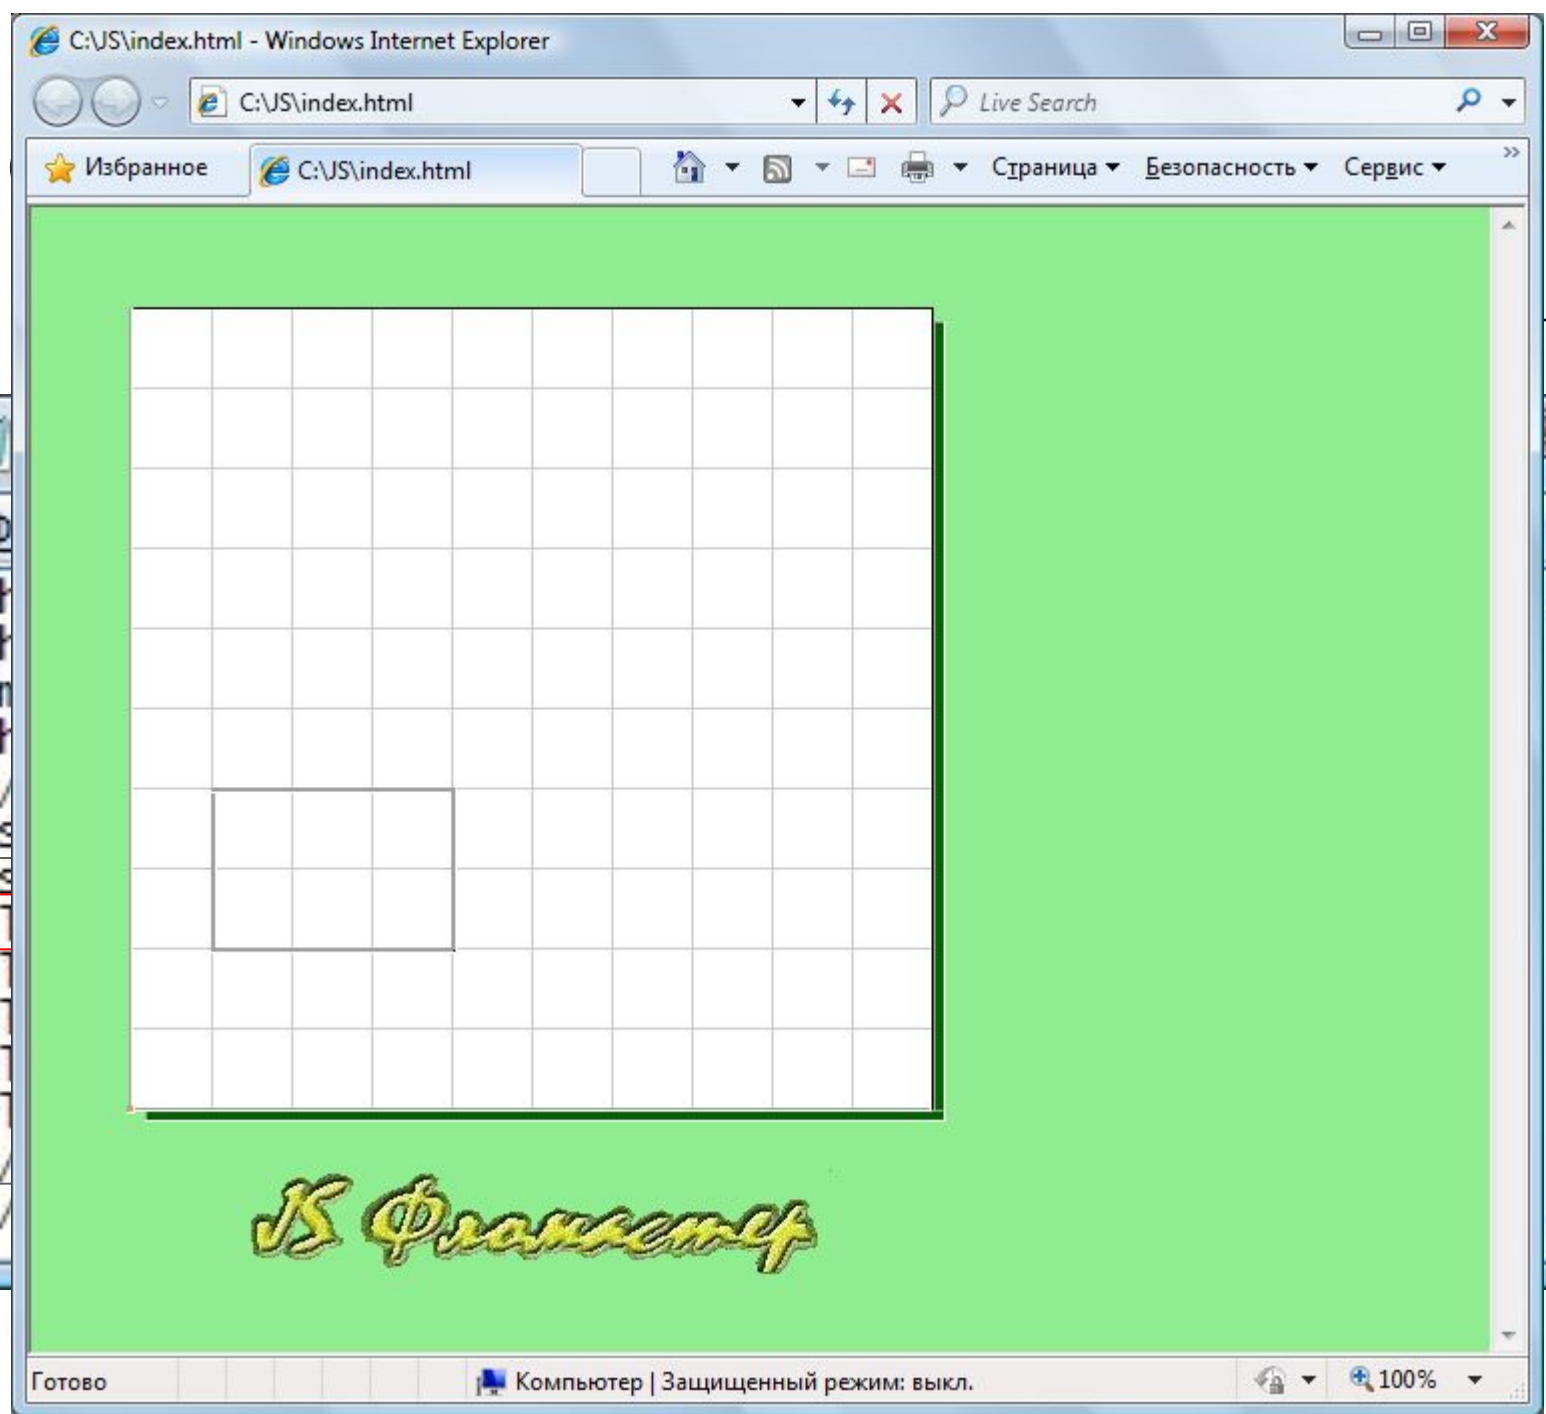 C:\JS\index.html - Windows Internet Explorer
C:\JS\index.html
Live Search
Избранное
C:\JS\index.html
Страница
Безопасность
Сервис
JS Фломастер
Готово
Компьютер | Защищенный режим: выкл.
100%